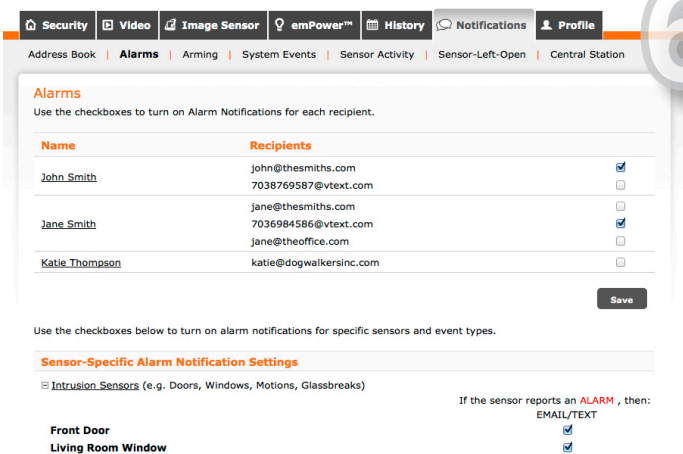 Security Video Image Sensor emPower™ History Notifications Profile
6
Address Book | Alarms | Arming | System Events | Sensor Activity | Sensor-Left-Open | Central Station
Alarms
Use the checkboxes to turn on Alarm Notifications for each recipient.
Name Recipients
John Smith john@thesmiths.com
7038769587@vtext.com
Jane Smith jane@thesmiths.com
7036984586@vtext.com
jane@theoffice.com
Katie Thompson katie@dogwalkersinc.com
Save
Use the checkboxes below to turn on alarm notifications for specific sensors and event types.
Sensor-Specific Alarm Notification Settings
Intrusion Sensors (e.g. Doors, Windows, Motions, Glassbreaks)
If the sensor reports an ALARM , then:
EMAIL/TEXT
Front Door
Living Room Window